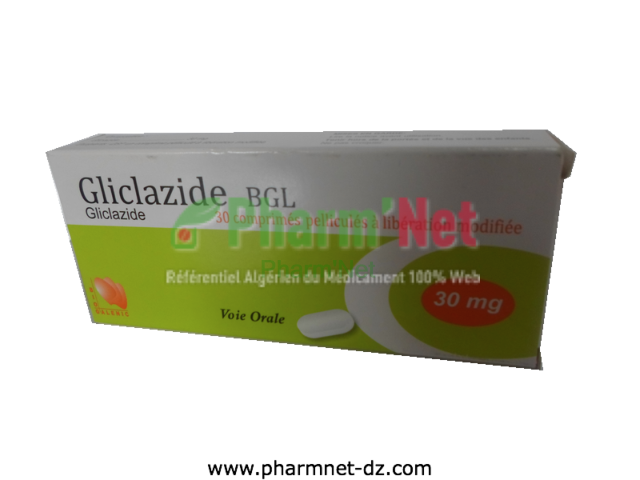 Gliclazide BGL
Gliclazide
30 comprimés pelliculés à libération modifiée
Pharm'Net
Référentiel Algérien du Médicament 100% Web
30 mg
Voie Orale
www.pharmnet-dz.com